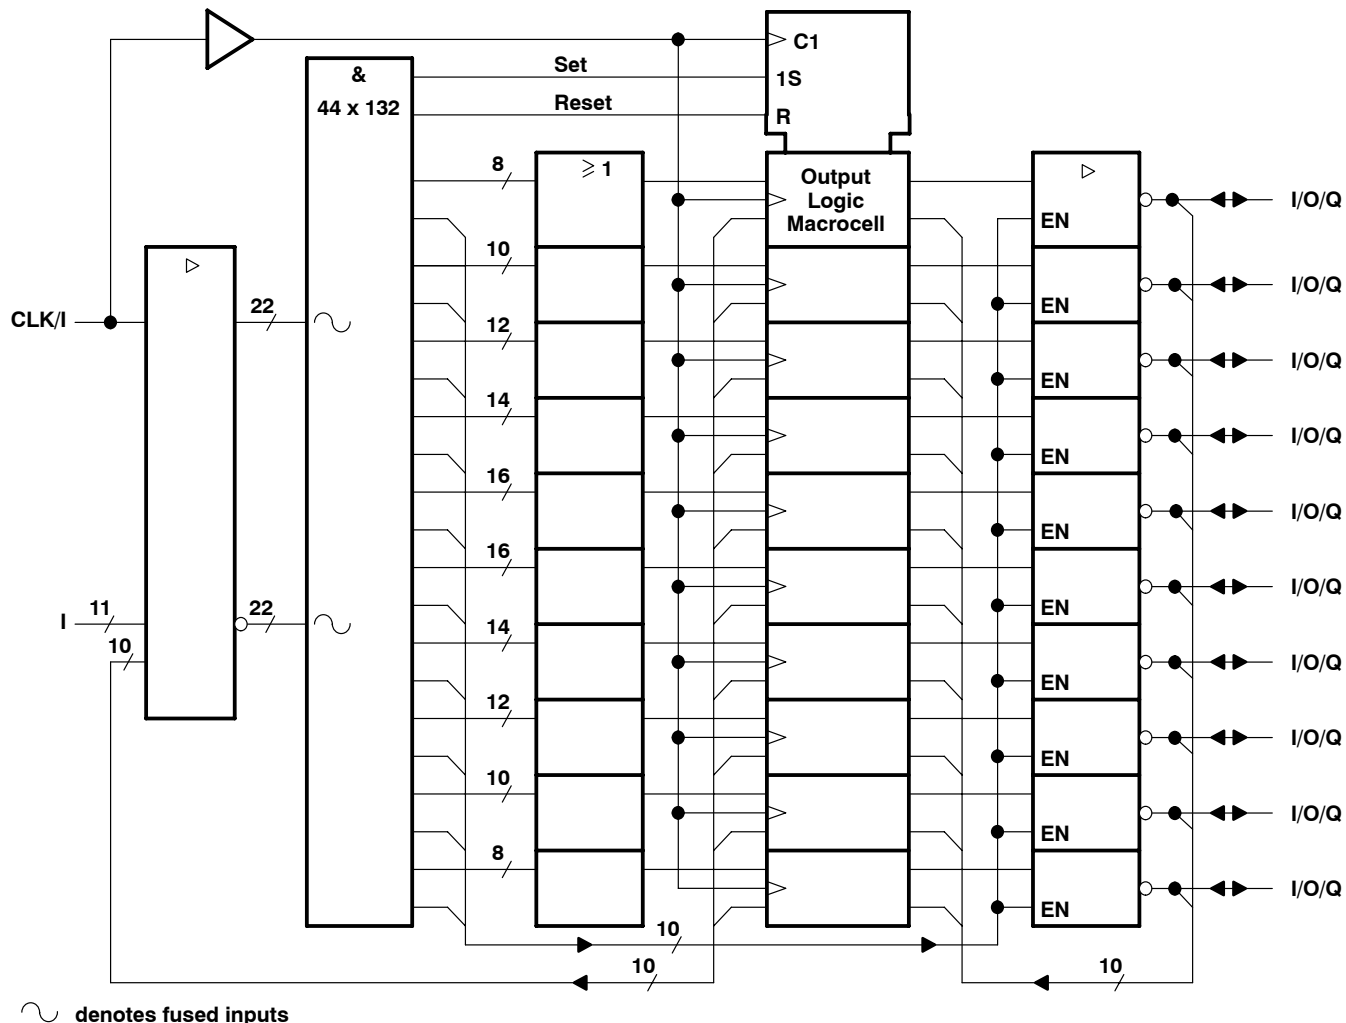 C1
&
Set
1S
44 x 132
Reset
R
8
≥ 1
Output
Logic
Macrocell
I/O/Q
EN
10
I/O/Q
EN
CLK/I
22
12
I/O/Q
EN
14
I/O/Q
EN
16
I/O/Q
EN
16
I/O/Q
EN
I
11
22
10
14
I/O/Q
EN
12
I/O/Q
EN
10
I/O/Q
EN
8
I/O/Q
EN
10
10
10
denotes fused inputs